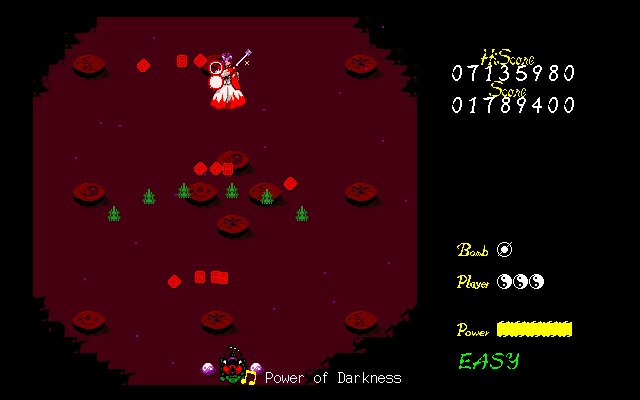 HiScore
07135980
Score
01789400
Bomb
Player
Power
EASY
Power of Darkness